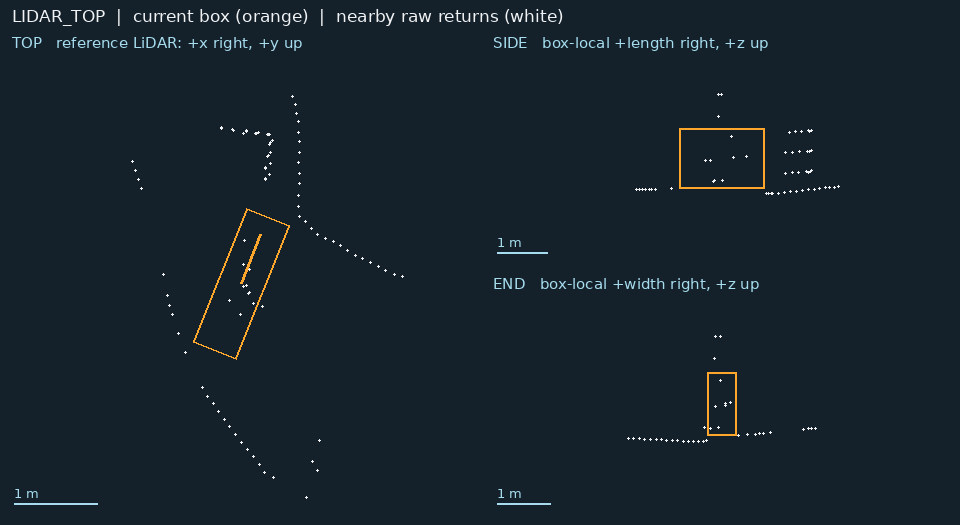 LIDAR_TOP | current box (orange) | nearby raw returns (white)
TOP reference LiDAR: +x right, +y up
SIDE box-local +length right, +z up
1 m
END box-local +width right, +z up
1 m
1 m